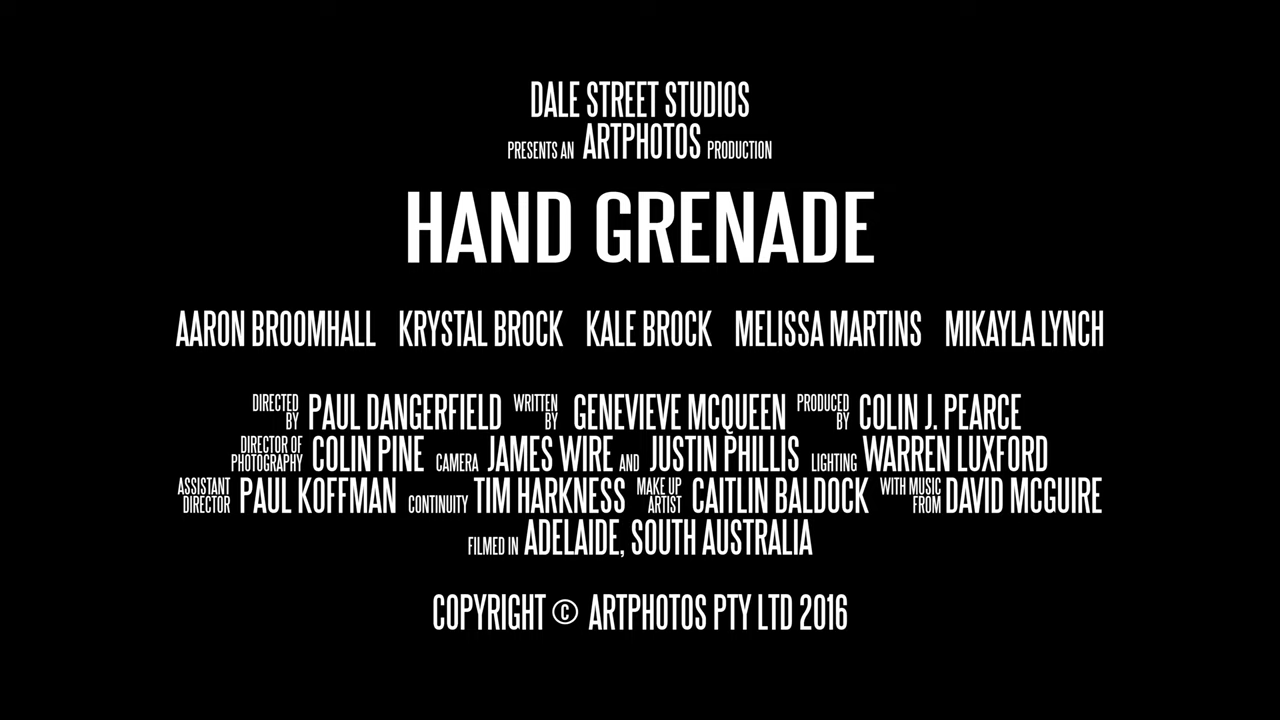 DALE STREET STUDIOS
PRESENTS AN ARTPHOTOS PRODUCTION
HAND GRENADE
AARON BROOMHALL KRYSTAL BROCK KALE BROCK MELISSA MARTINS MIKAYLA LYNCH
DIRECTED BY PAUL DANGERFIELD WRITTEN BY GENEVIEVE MCQUEEN PRODUCED BY COLIN J. PEARCE
DIRECTOR OF PHOTOGRAPHY COLIN PINE CAMERA JAMES WIRE AND JUSTIN PHILLIS LIGHTING WARREN LUXFORD
ASSISTANT DIRECTOR PAUL KOFFMAN CONTINUITY TIM HARKNESS MAKE UP ARTIST CAITLIN BALDOCK WITH MUSIC FROM DAVID MCGUIRE
FILMED IN ADELAIDE, SOUTH AUSTRALIA
COPYRIGHT © ARTPHOTOS PTY LTD 2016